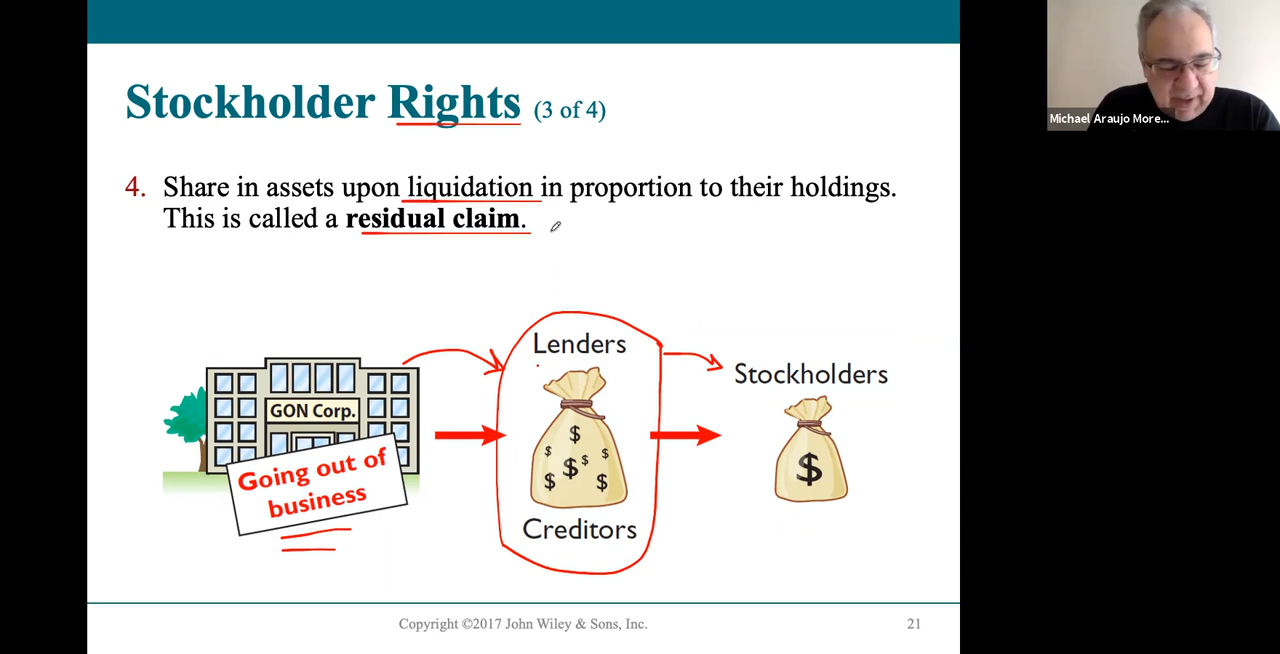 Stockholder Rights (3 of 4)
Michael Araujo More...
4. Share in assets upon liquidation in proportion to their holdings.
This is called a residual claim.
Lenders
Stockholders
GON Corp.
$
$ $
$ $
$ $
$
Going out of
business
Creditors
Copyright ©2017 John Wiley & Sons, Inc.
21